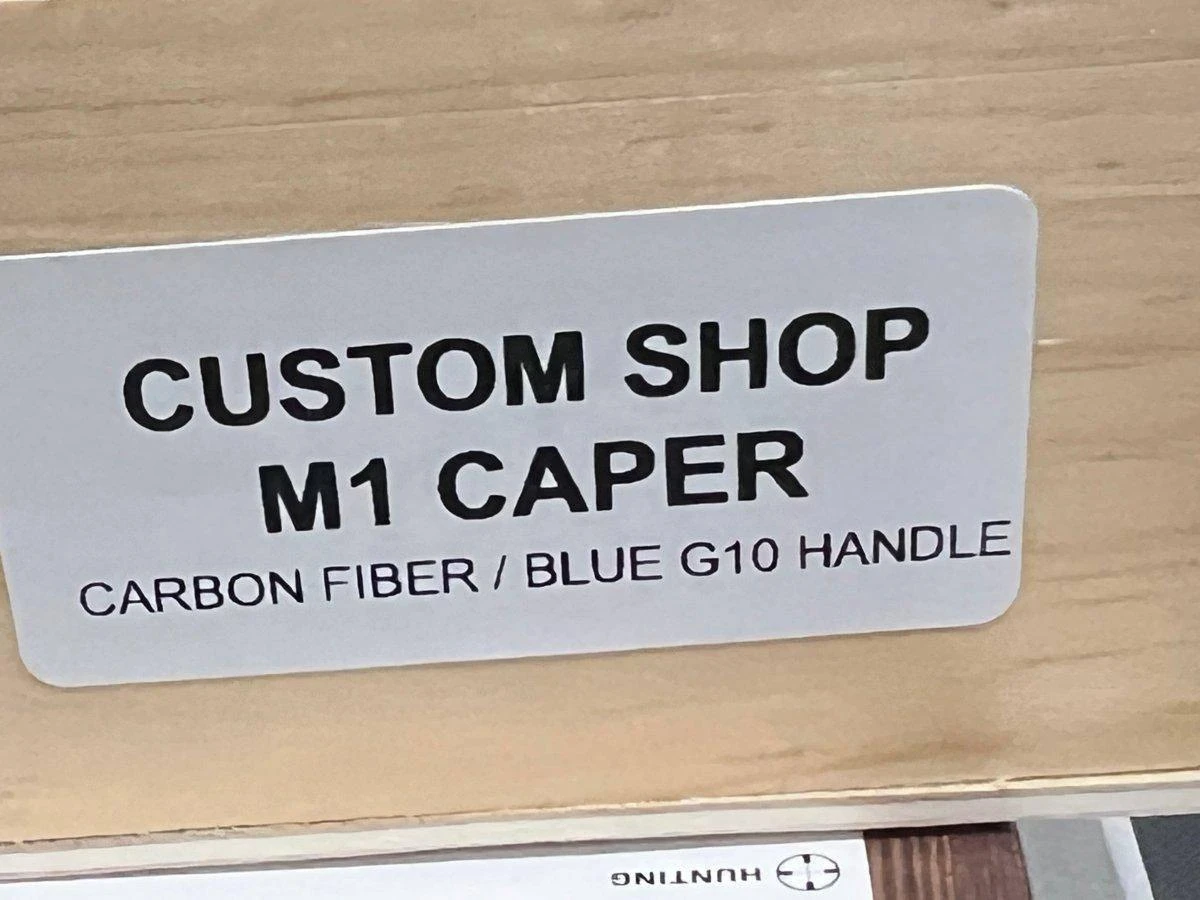 CUSTOM SHOP
M1 CAPER
CARBON FIBER / BLUE G10 HANDLE
HUNTING